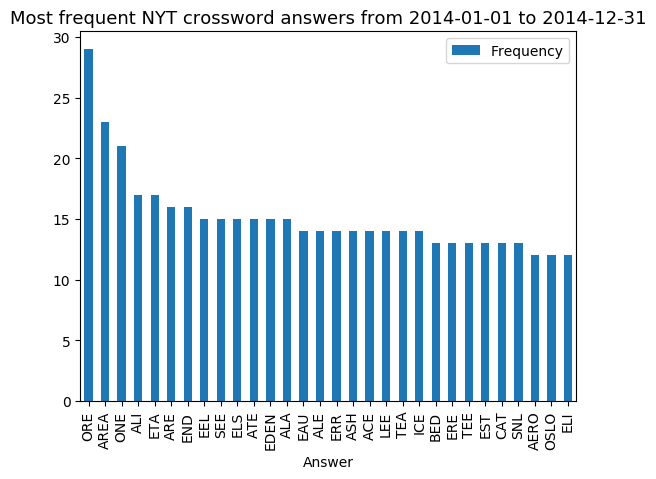 Most frequent NYT crossword answers from 2014-01-01 to 2014-12-31
Frequency
30
25
20
15
10
5
0
ORE
AREA
ONE
ALI
ETA
ARE
END
EEL
SEE
ELS
ATE
EDEN
ALA
EAU
ALE
ERR
ASH
ACE
LEE
TEA
ICE
BED
ERE
TEE
EST
CAT
SNL
AERO
OSLO
ELI
Answer